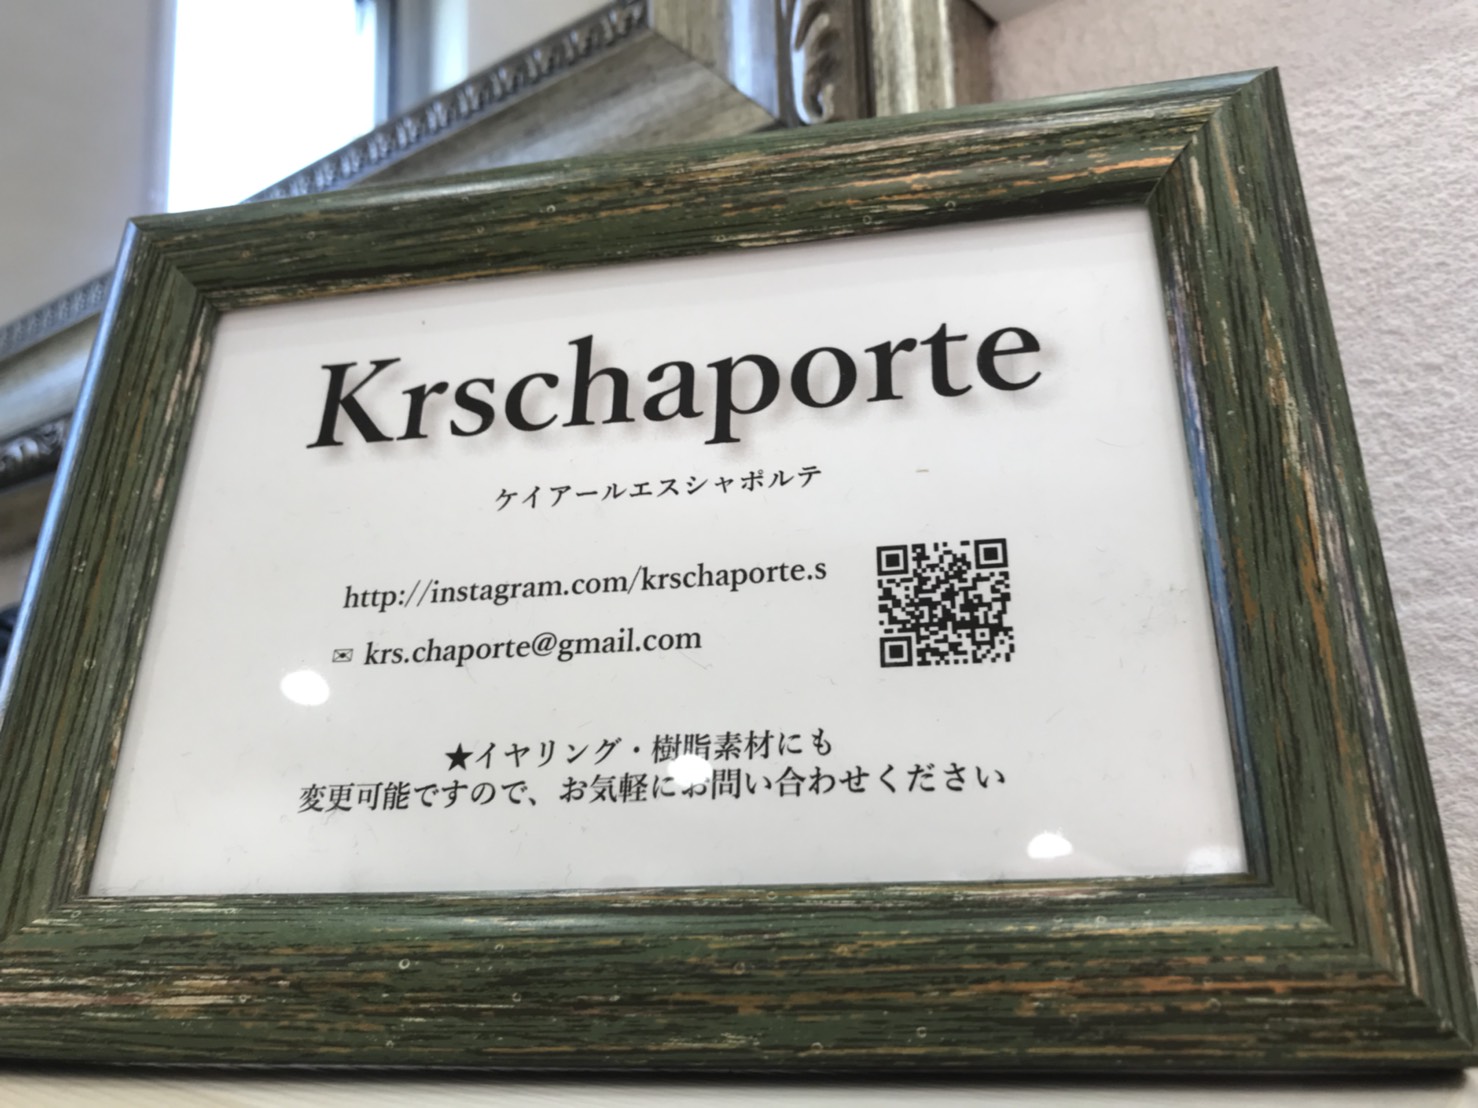 Krschaporte
ケイアールエスシャポルテ
http://instagram.com/krschaporte.s
✉ krs.chaporte@gmail.com
★イヤリング・樹脂素材にも
変更可能ですので、お気軽にお問い合わせください